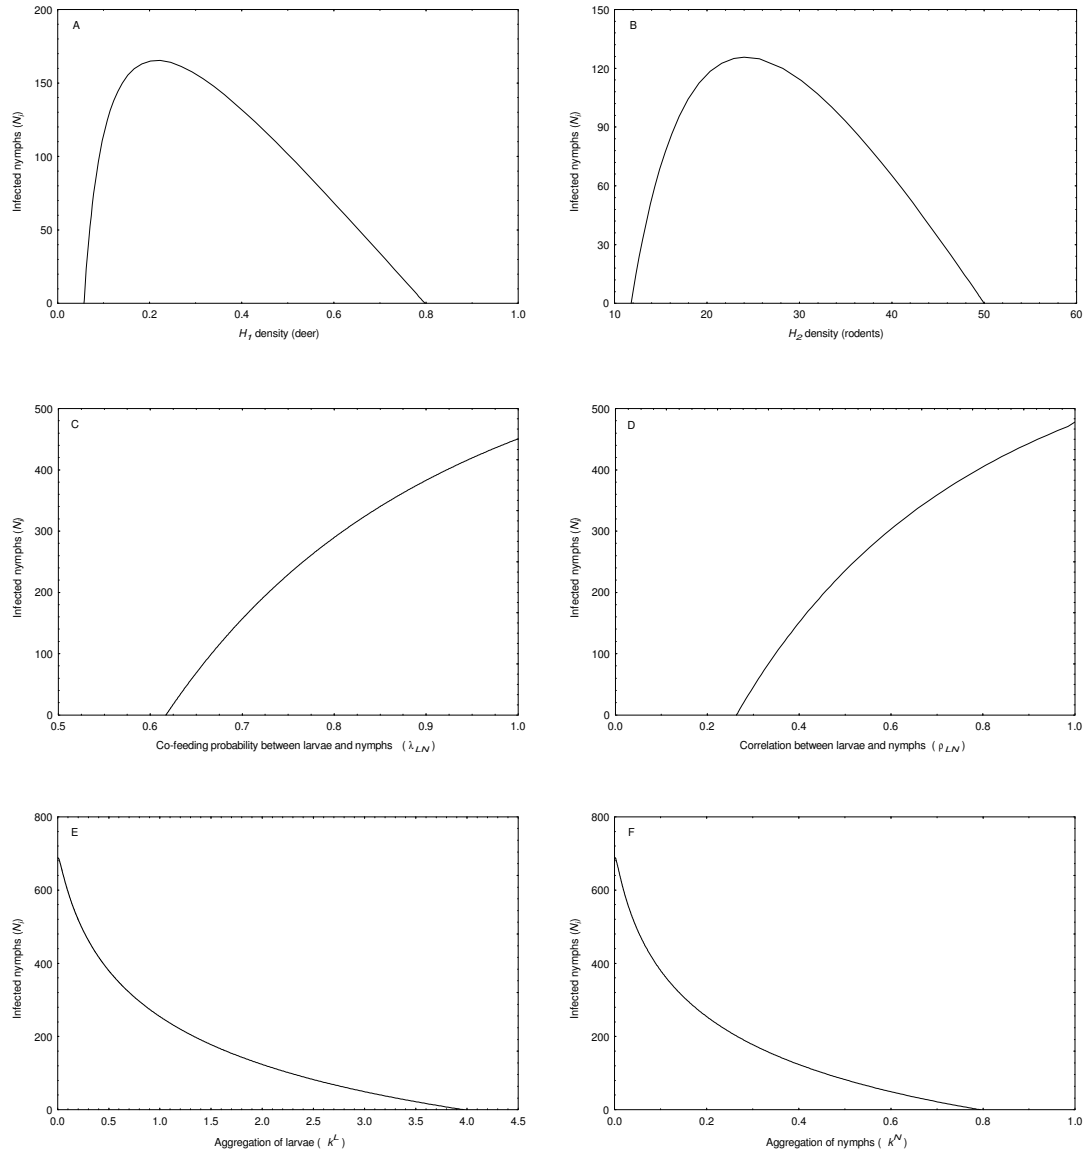 A
200
150
100
50
0
Infected nymphs (Ni)
0.0 0.2 0.4 0.6 0.8 1.0
H1 density (deer)
B
150
120
90
60
30
0
Infected nymphs (Ni)
10 20 30 40 50 60
H2 density (rodents)
C
500
400
300
200
100
0
Infected nymphs (Ni)
0.5 0.6 0.7 0.8 0.9 1.0
Co-feeding probability between larvae and nymphs (λLN)
D
500
400
300
200
100
0
Infected nymphs (Ni)
0.0 0.2 0.4 0.6 0.8 1.0
Correlation between larvae and nymphs (ρLN)
E
800
600
400
200
0
Infected nymphs (Ni)
0.0 0.5 1.0 1.5 2.0 2.5 3.0 3.5 4.0 4.5
Aggregation of larvae (kL)
F
800
600
400
200
0
Infected nymphs (Ni)
0.0 0.2 0.4 0.6 0.8 1.0
Aggregation of nymphs (kN)